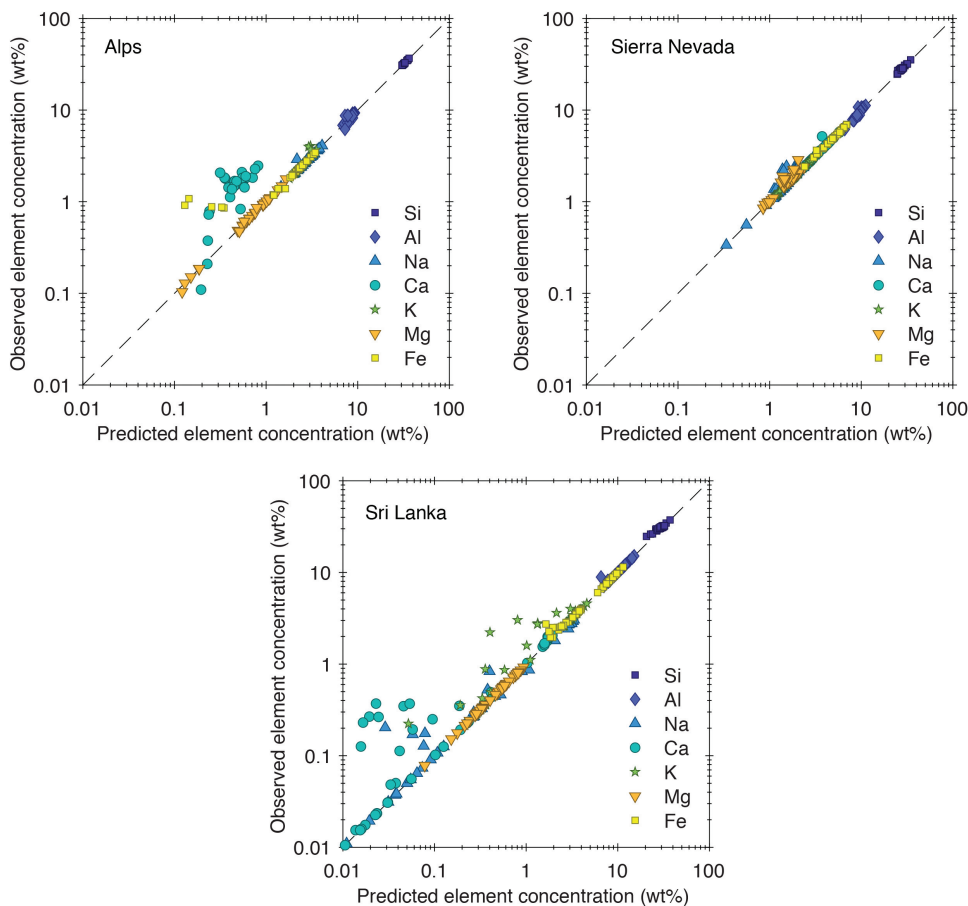 Alps
Observed element concentration (wt%)
100
10
1
0.1
0.01
Si
Al
Na
Ca
K
Mg
Fe
0.01 0.1 1 10 100
Predicted element concentration (wt%)
Sierra Nevada
Observed element concentration (wt%)
100
10
1
0.1
0.01
Si
Al
Na
Ca
K
Mg
Fe
0.01 0.1 1 10 100
Predicted element concentration (wt%)
Sri Lanka
Observed element concentration (wt%)
100
10
1
0.1
0.01
Si
Al
Na
Ca
K
Mg
Fe
0.01 0.1 1 10 100
Predicted element concentration (wt%)